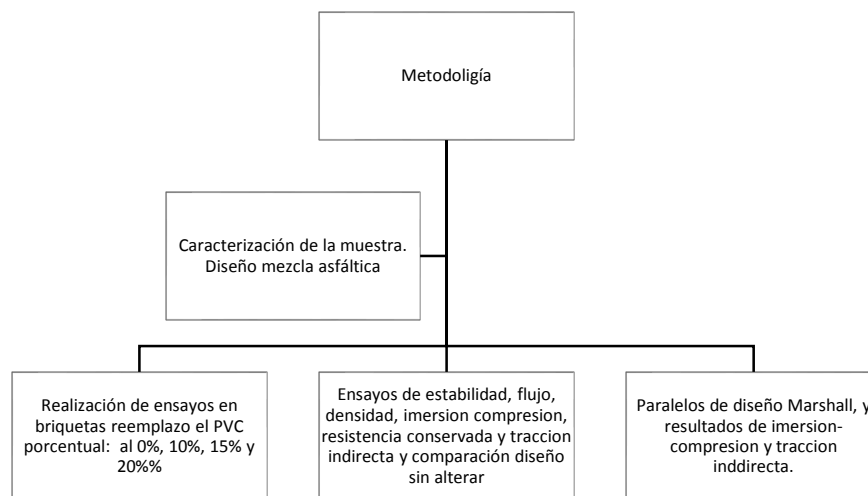 Metodoligía
Caracterización de la muestra.
Diseño mezcla asfáltica
Realización de ensayos en
briquetas reemplazo el PVC
porcentual:  al 0%, 10%, 15% y
20%%
Ensayos de estabilidad, flujo,
densidad, imersion compresion,
resistencia conservada y traccion
indirecta y comparación diseño
sin alterar
Paralelos de diseño Marshall, y
resultados de imersion-
compresion y traccion
inddirecta.